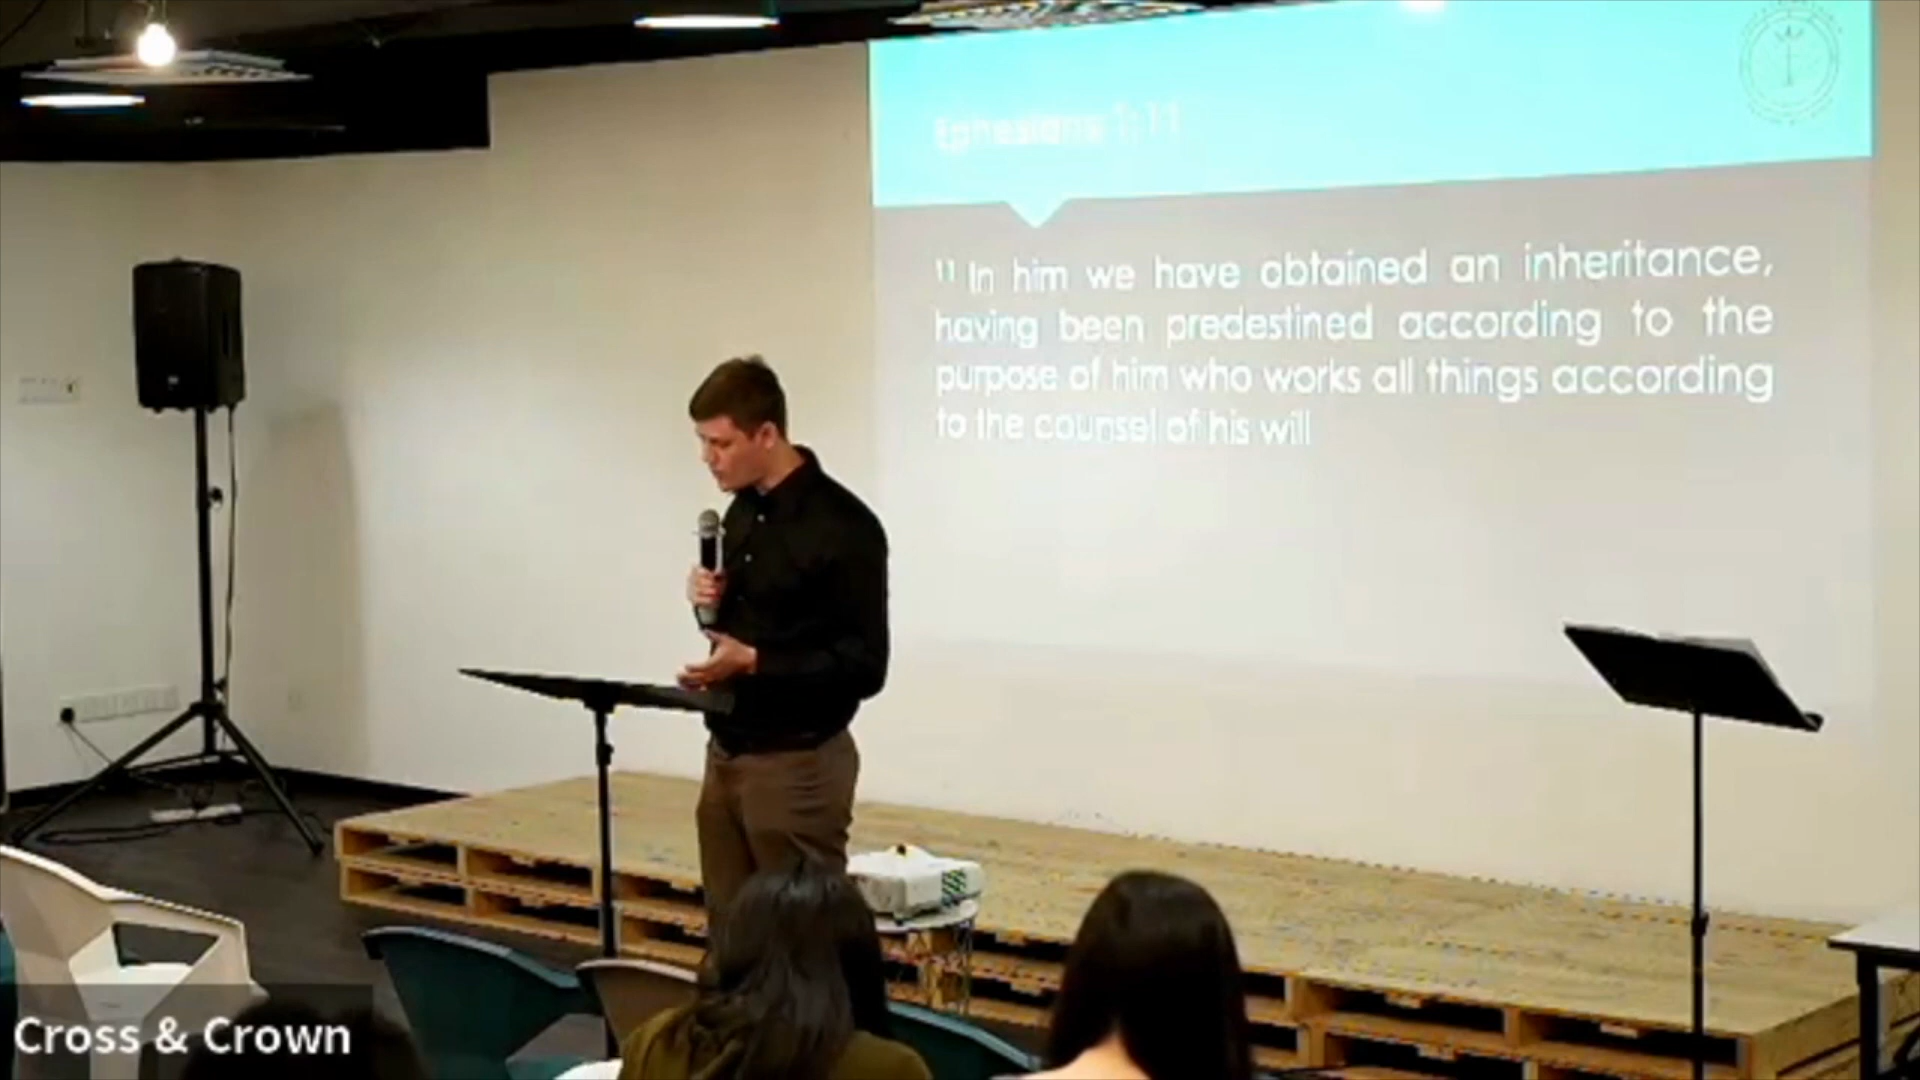 Ephesians 1:11
11 In him we have obtained an inheritance,
having been predestined according to the
purpose of him who works all things according
to the counsel of his will
Cross & Crown